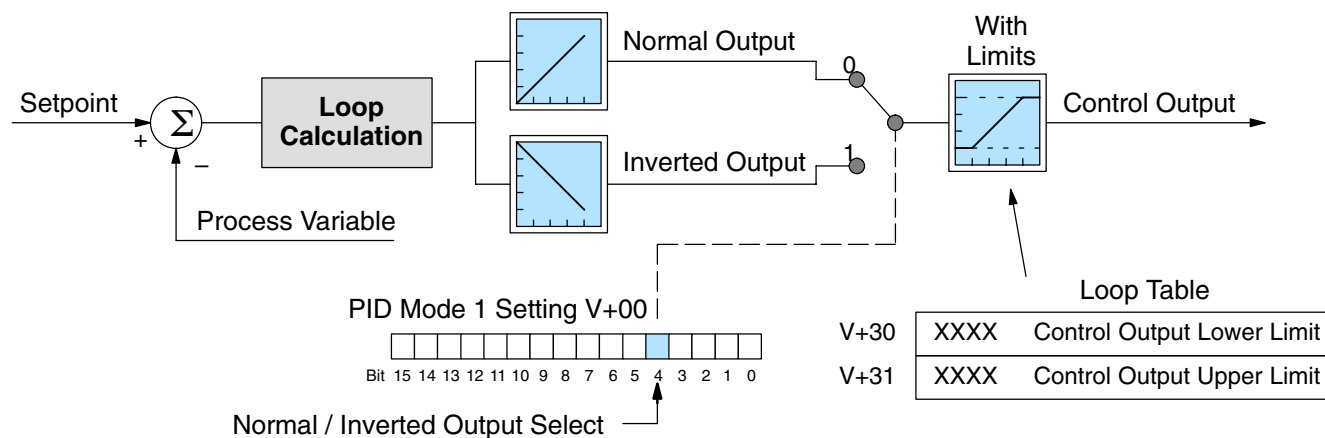 With
Limits
Normal Output
0
Setpoint
+
Σ
−
Loop
Calculation
Control Output
Inverted Output
1
Process Variable
PID Mode 1 Setting V+00
Bit 15 14 13 12 11 10 9 8 7 6 5 4 3 2 1 0
Normal / Inverted Output Select
Loop Table
V+30 XXXX Control Output Lower Limit
V+31 XXXX Control Output Upper Limit